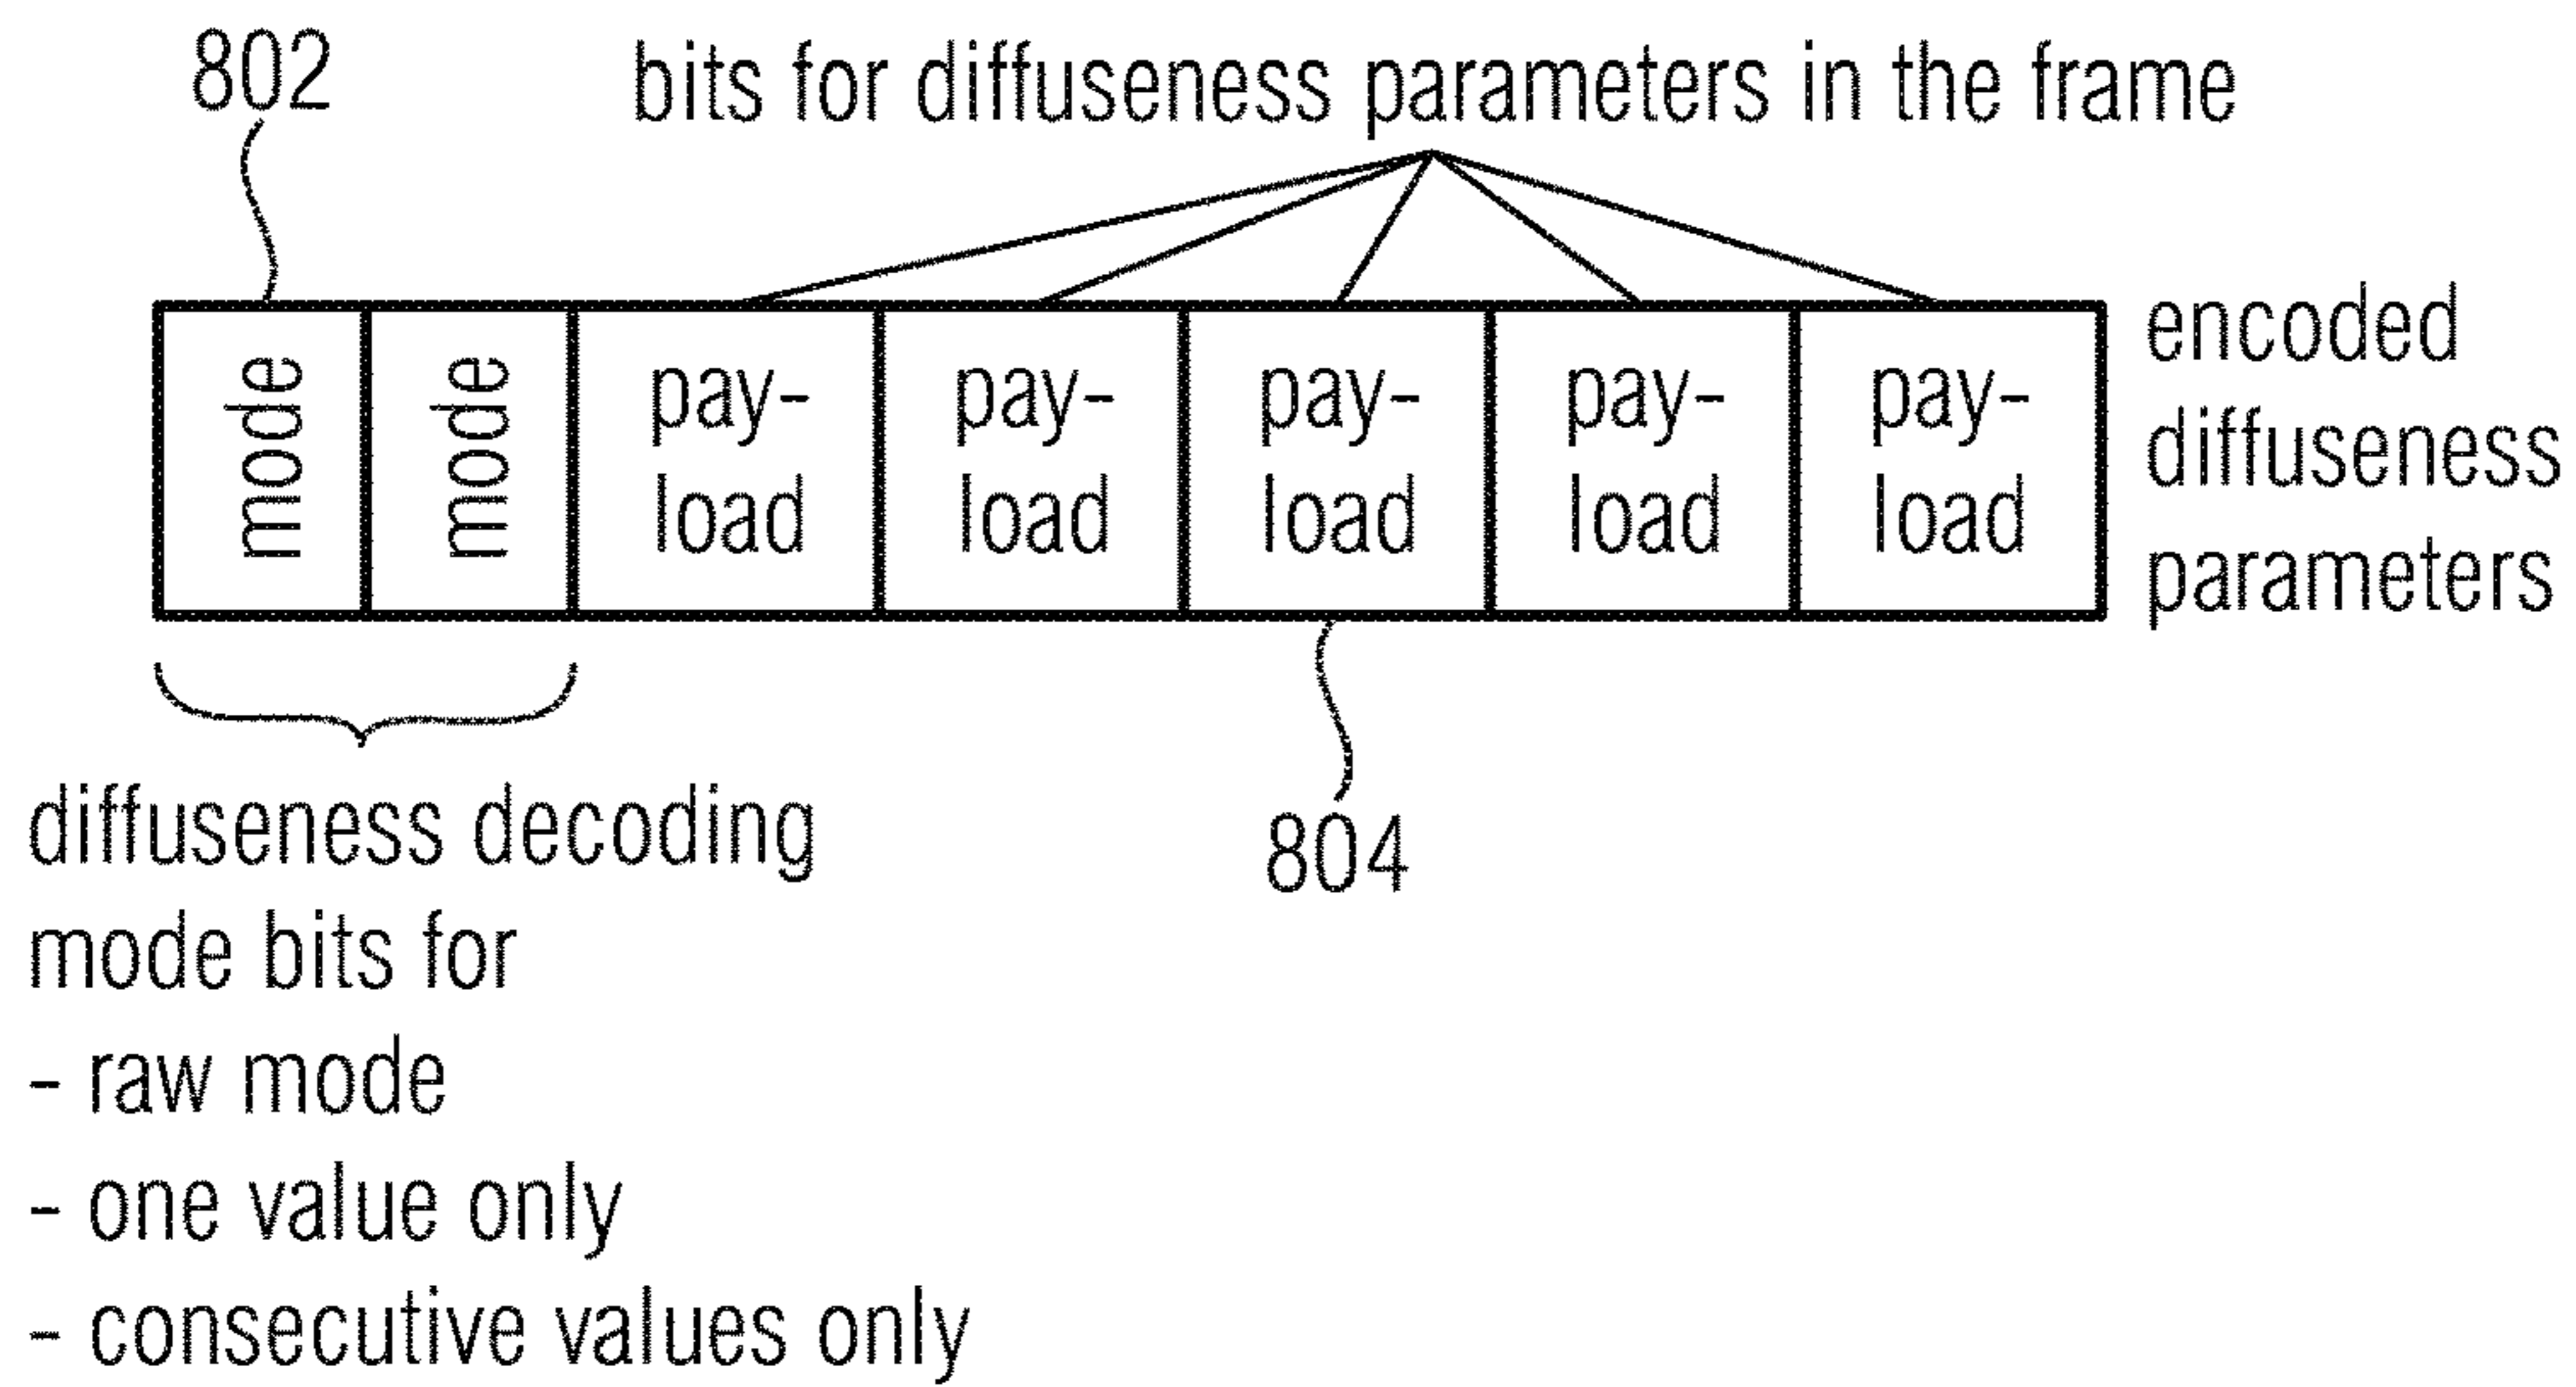 802
bits for diffuseness parameters in the frame
mode
mode
pay-
load
pay-
load
pay-
load
pay-
load
pay-
load
encoded
diffuseness
parameters
804
diffuseness decoding
mode bits for
- raw mode
- one value only
- consecutive values only